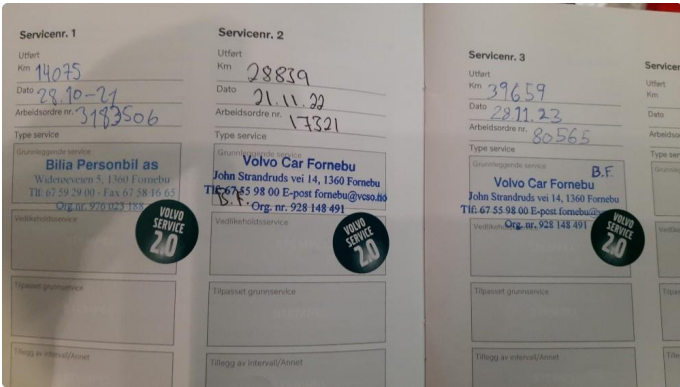 Servicenr. 1
Utført
Km 14075
Dato 28.10-21
Arbeidsordre nr. 3183506
Type service
Grunnleggende service
Bilia Personbil as
Widerøeveien 5, 1360 Fornebu
Tlf: 67 59 29 00 - Fax 67 58 16 65
Org.nr. 976 023 188
VOLVO
SERVICE
2.0
Vedlikeholdsservice
Tilpasset grunnservice
Tillegg av intervall/Annet
Servicenr. 2
Utført
Km 28839
Dato 21.11.22
Arbeidsordre nr. 17321
Type service
Grunnleggende service
Volvo Car Fornebu
John Strandruds vei 14, 1360 Fornebu
Tlf: 67 55 98 00 E-post fornebu@vcso.no
B.F. Org. nr. 928 148 491
VOLVO
SERVICE
2.0
Vedlikeholdsservice
Tilpasset grunnservice
Tillegg av intervall/Annet
Servicenr. 3
Utført
Km 39659
Dato 28.11.23
Arbeidsordre nr. 80565
Type service
Grunnleggende service
B.F.
Volvo Car Fornebu
John Strandruds vei 14, 1360 Fornebu
Tlf: 67 55 98 00 E-post fornebu@
Org. nr. 928 148 491
VOLVO
SERVICE
2.0
Tilpasset grunnservice
Tillegg av intervall/Annet
Utført
Km
Dato